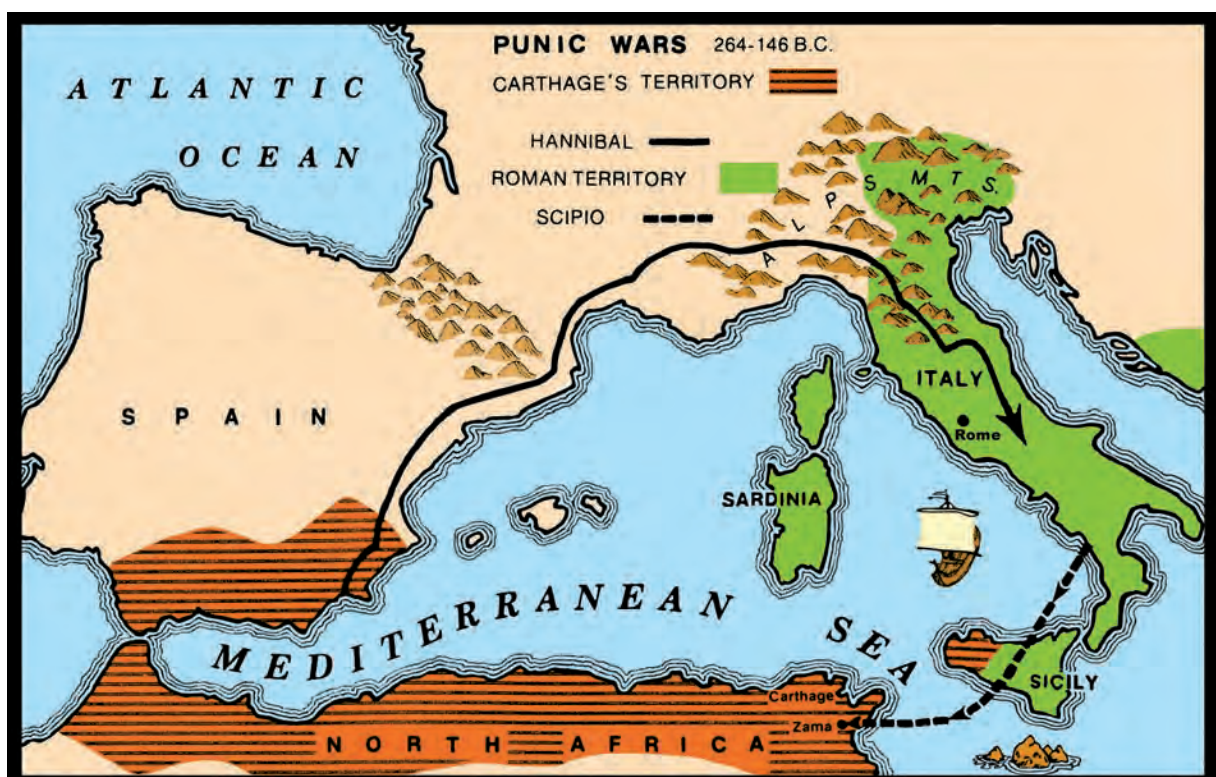 PUNIC WARS 264-146 B.C.
CARTHAGE'S TERRITORY
HANNIBAL
ROMAN TERRITORY
SCIPIO
ATLANTIC
OCEAN
ALPS MTS.
SPAIN
ITALY
Rome
SARDINIA
MEDITERRANEAN SEA
SICILY
Carthage
Zama
NORTH AFRICA